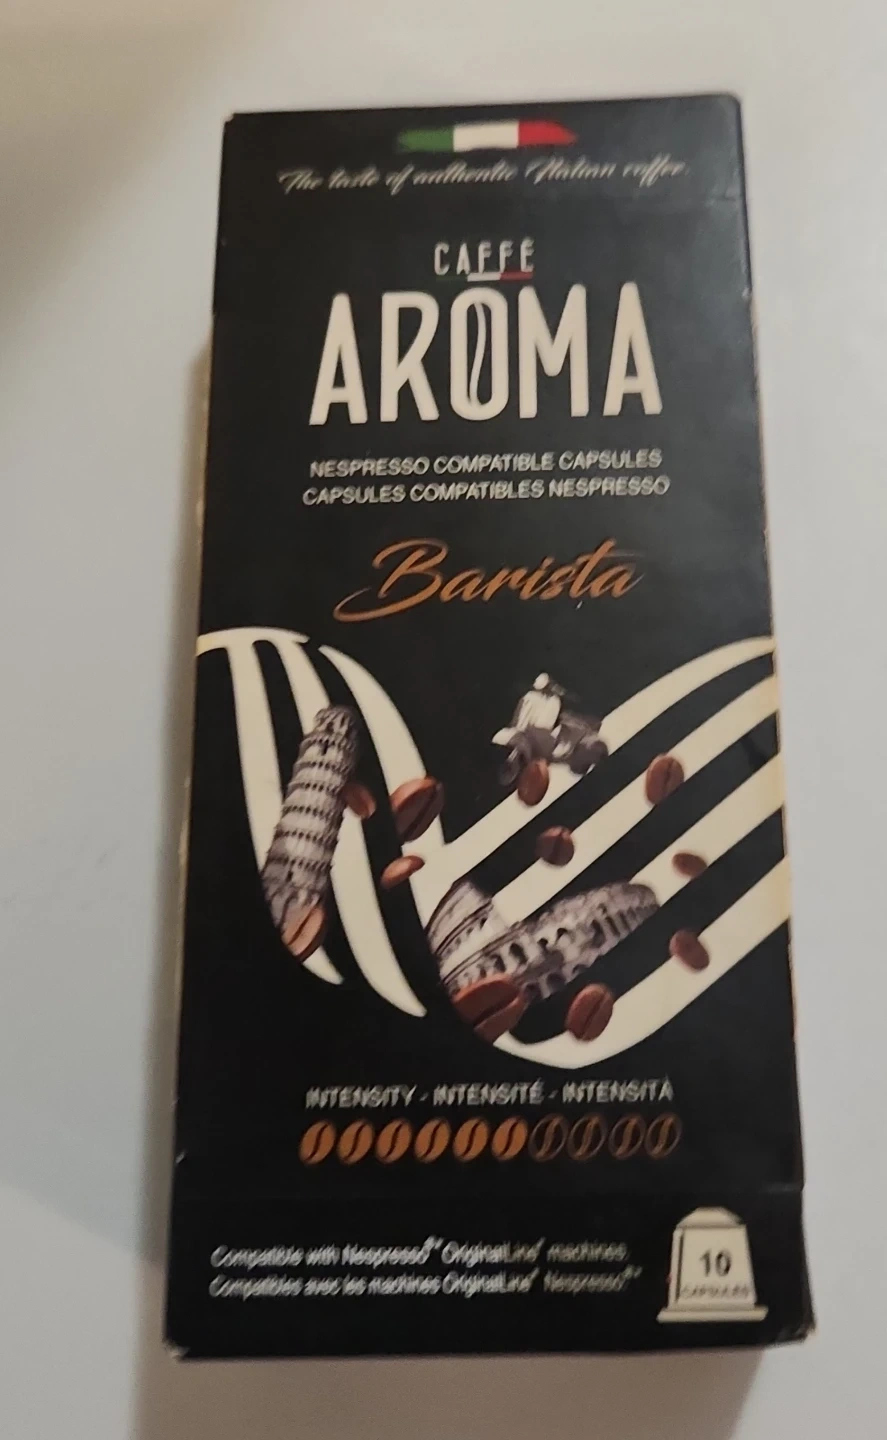 The taste of authentic Italian coffee.
CAFFÈ
AROMA
NESPRESSO COMPATIBLE CAPSULES
CAPSULES COMPATIBLES NESPRESSO
Barista
INTENSITY - INTENSITÉ - INTENSITÀ
Compatible with Nespresso®* OriginalLine* machines.
Compatibles avec les machines OriginalLine* Nespresso®*
10
CAPSULES